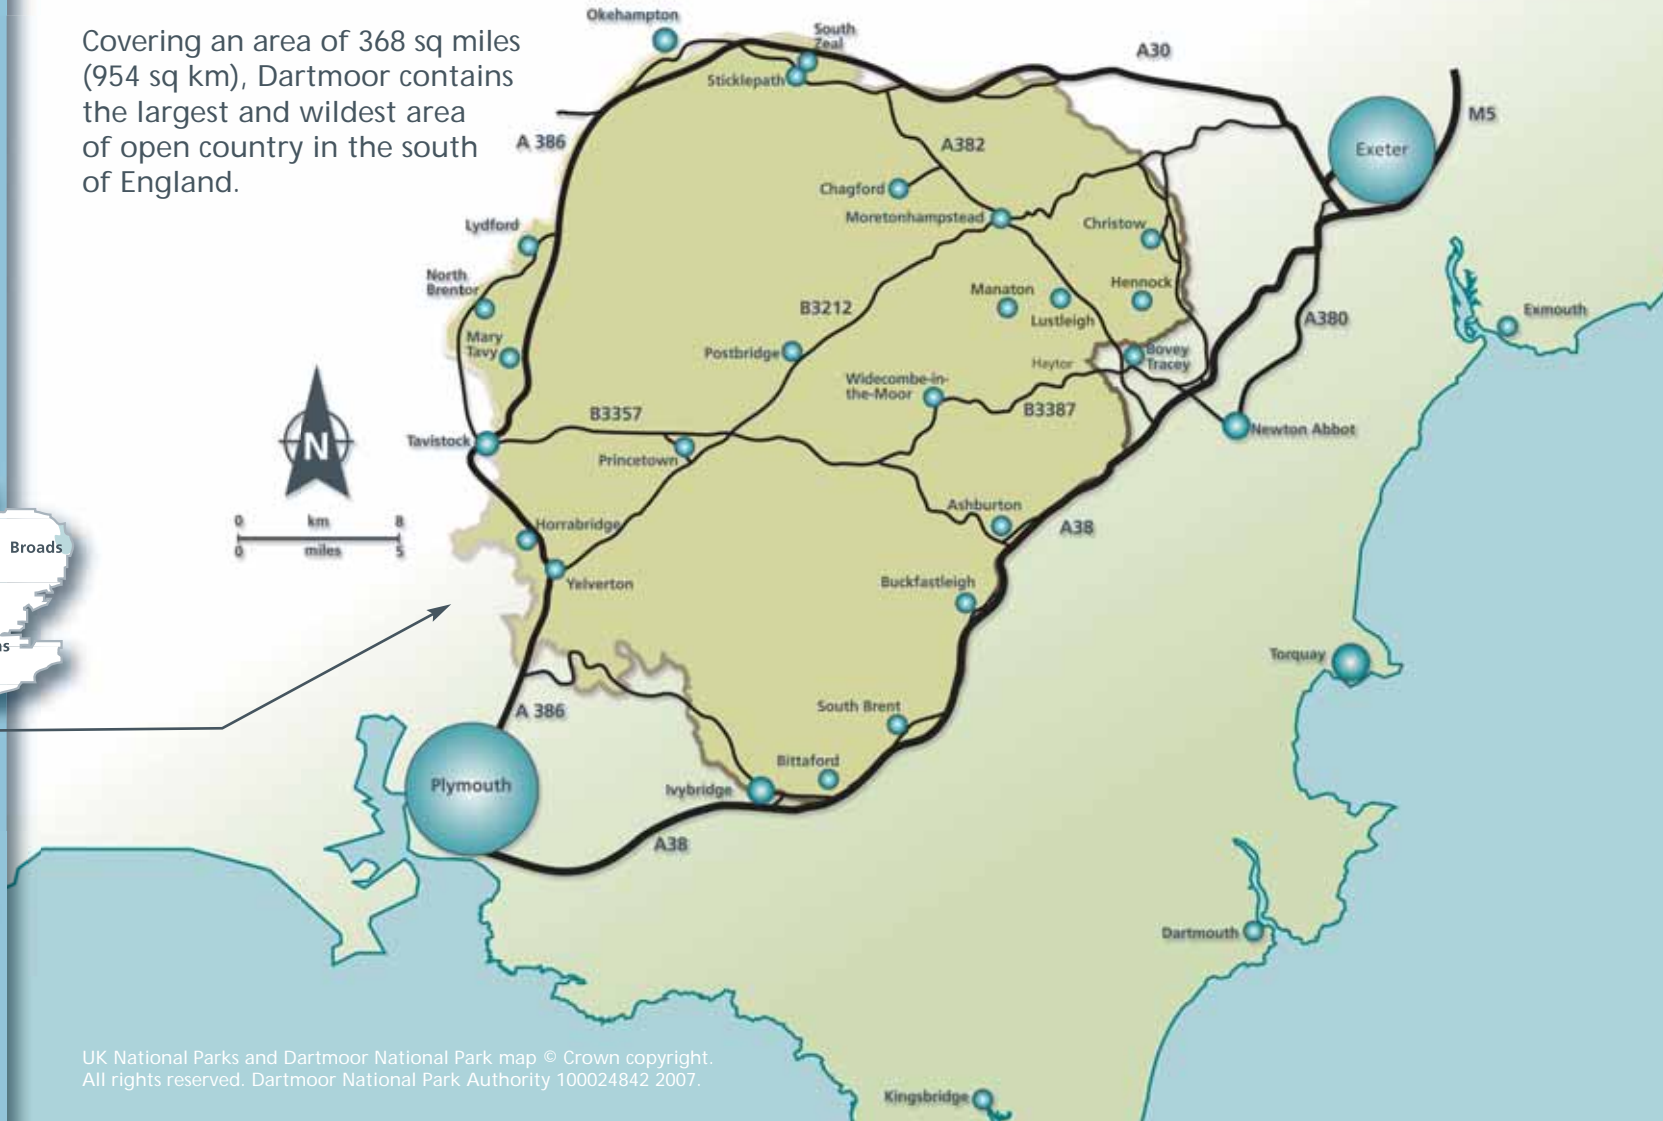 Covering an area of 368 sq miles
(954 sq km), Dartmoor contains
the largest and wildest area
of open country in the south
of England.
Okehampton
South
Zeal
Sticklepath
A30
M5
Exeter
A 386
A382
Chagford
Moretonhampstead
Christow
Lydford
North
Brentor
Manaton
Hennock
Lustleigh
B3212
A380
Exmouth
Mary
Tavy
Postbridge
Haytor
Bovey
Tracey
Widecombe-in-
the-Moor
B3387
B3357
Newton Abbot
Tavistock
Princetown
N
0 km 8
0 miles 5
Horrabridge
Ashburton
A38
Broads
Yelverton
Buckfastleigh
Torquay
A 386
South Brent
Bittaford
Plymouth
Ivybridge
A38
Dartmouth
UK National Parks and Dartmoor National Park map © Crown copyright.
All rights reserved. Dartmoor National Park Authority 100024842 2007.
Kingsbridge